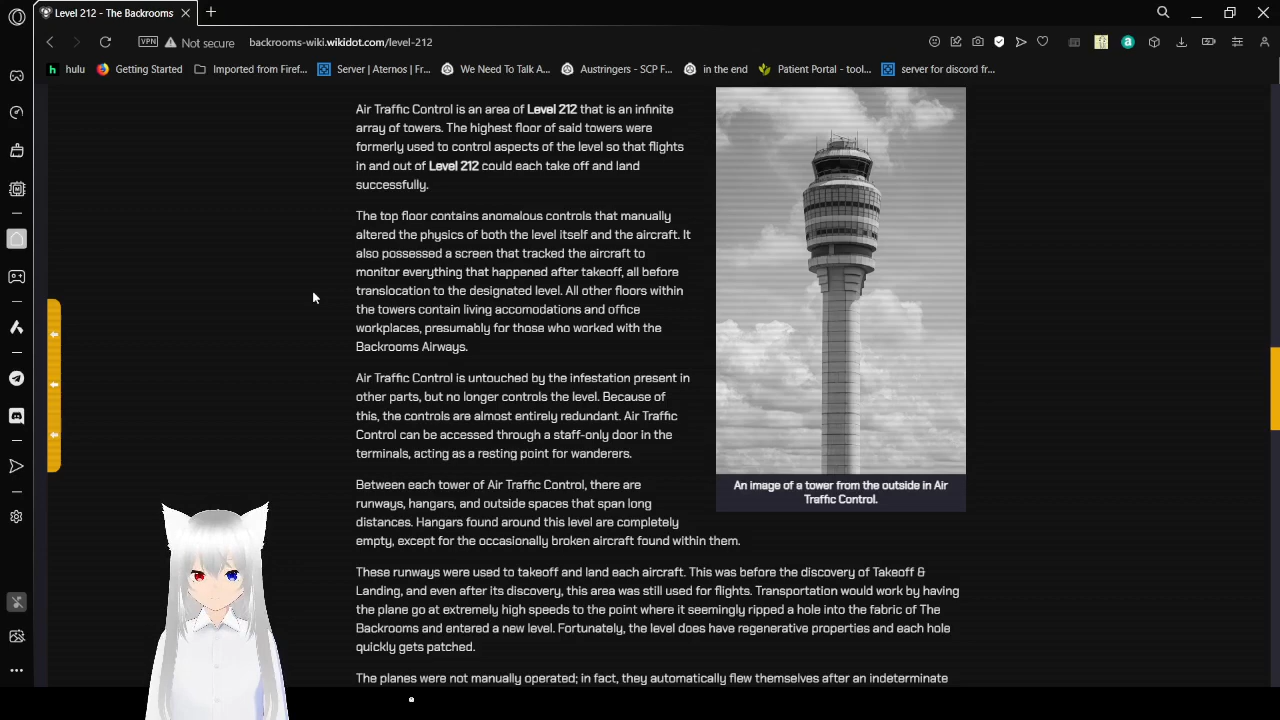 Level 212 - The Backrooms
VPN
Not secure
backrooms-wiki.wikidot.com/level-212
hulu
Getting Started
Imported from Firef...
Server | Aternos | Fr...
We Need To Talk A...
Austringers - SCP F...
in the end
Patient Portal - tool...
server for discord fr...
Air Traffic Control is an area of Level 212 that is an infinite
array of towers. The highest floor of said towers were
formerly used to control aspects of the level so that flights
in and out of Level 212 could each take off and land
successfully.
The top floor contains anomalous controls that manually
altered the physics of both the level itself and the aircraft. It
also possessed a screen that tracked the aircraft to
monitor everything that happened after takeoff, all before
translocation to the designated level. All other floors within
the towers contain living accomodations and office
workplaces, presumably for those who worked with the
Backrooms Airways.
Air Traffic Control is untouched by the infestation present in
other parts, but no longer controls the level. Because of
this, the controls are almost entirely redundant. Air Traffic
Control can be accessed through a staff-only door in the
terminals, acting as a resting point for wanderers.
Between each tower of Air Traffic Control, there are
runways, hangars, and outside spaces that span long
distances. Hangars found around this level are completely
empty, except for the occasionally broken aircraft found within them.
An image of a tower from the outside in Air
Traffic Control.
These runways were used to takeoff and land each aircraft. This was before the discovery of Takeoff &
Landing, and even after its discovery, this area was still used for flights. Transportation would work by having
the plane go at extremely high speeds to the point where it seemingly ripped a hole into the fabric of The
Backrooms and entered a new level. Fortunately, the level does have regenerative properties and each hole
quickly gets patched.
The planes were not manually operated; in fact, they automatically flew themselves after an indeterminate